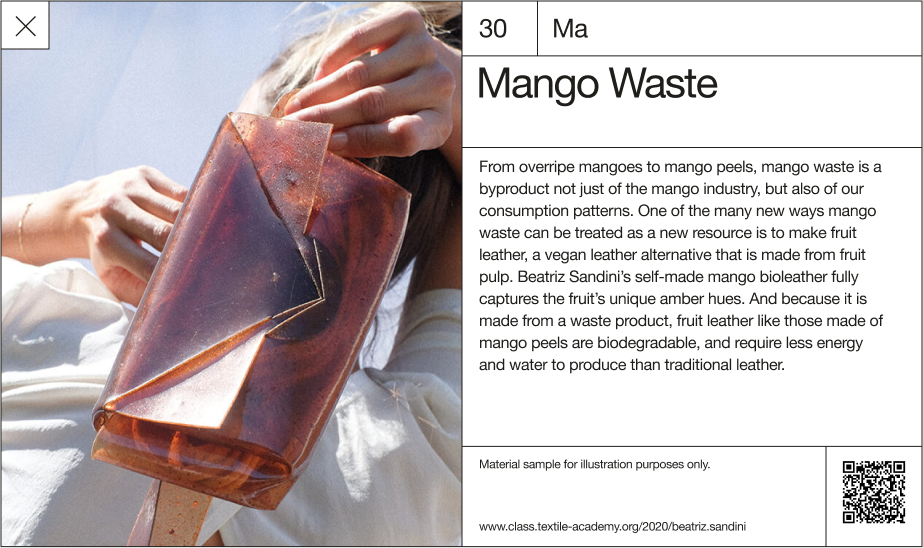 30
Ma
Mango Waste
From overripe mangoes to mango peels, mango waste is a
byproduct not just of the mango industry, but also of our
consumption patterns. One of the many new ways mango
waste can be treated as a new resource is to make fruit
leather, a vegan leather alternative that is made from fruit
pulp. Beatriz Sandini’s self-made mango bioleather fully
captures the fruit’s unique amber hues. And because it is
made from a waste product, fruit leather like those made of
mango peels are biodegradable, and require less energy
and water to produce than traditional leather.
Material sample for illustration purposes only.
www.class.textile-academy.org/2020/beatriz.sandini